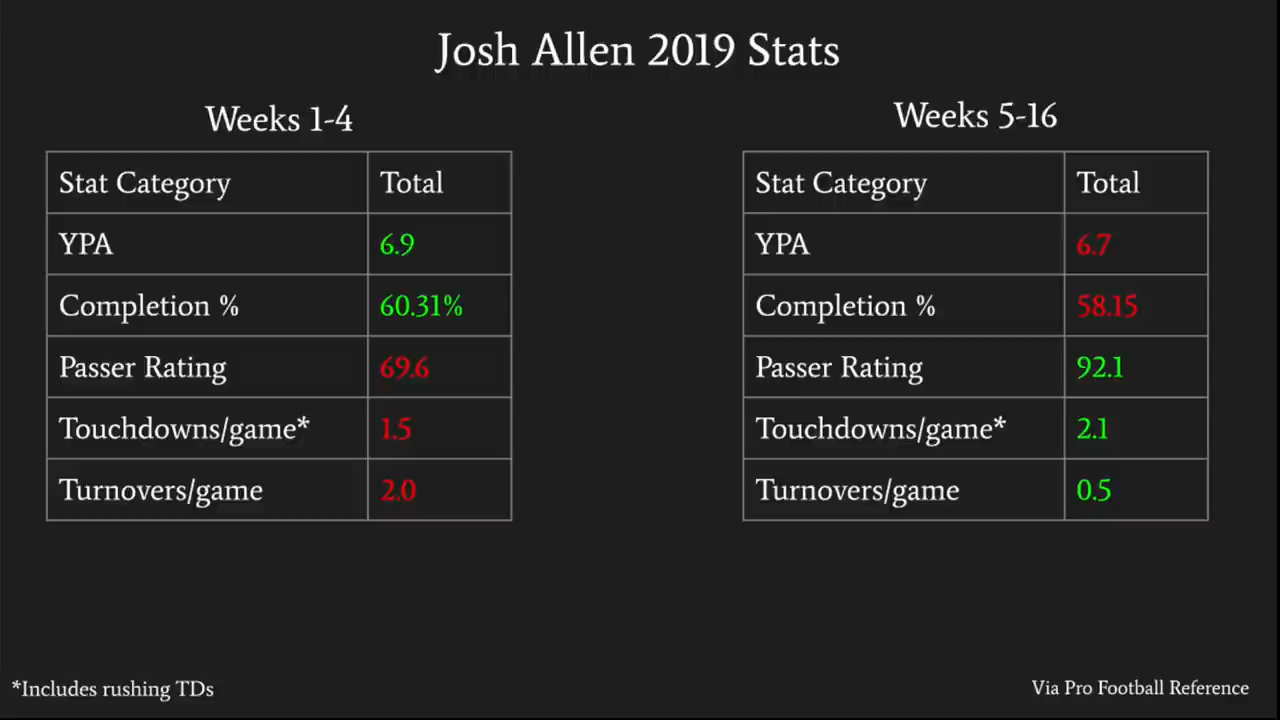 Josh Allen 2019 Stats
Weeks 1-4
Stat Category Total
YPA 6.9
Completion % 60.31%
Passer Rating 69.6
Touchdowns/game* 1.5
Turnovers/game 2.0
Weeks 5-16
Stat Category Total
YPA 6.7
Completion % 58.15
Passer Rating 92.1
Touchdowns/game* 2.1
Turnovers/game 0.5
*Includes rushing TDs
Via Pro Football Reference